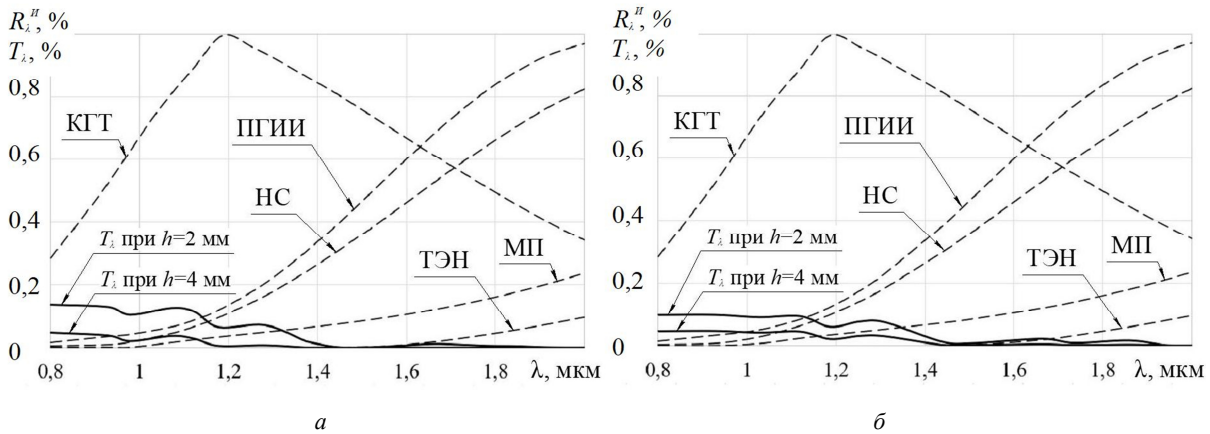 R_λ^И, %
T_λ, %
0,8
0,6
0,4
0,2
0
КГТ
ПГИИ
НС
T_λ при h=2 мм
T_λ при h=4 мм
ТЭН
МП
0,8 1 1,2 1,4 1,6 1,8 λ, мкм
а
R_λ^И, %
T_λ, %
0,8
0,6
0,4
0,2
0
КГТ
ПГИИ
НС
T_λ при h=2 мм
T_λ при h=4 мм
ТЭН
МП
0,8 1 1,2 1,4 1,6 1,8 λ, мкм
б